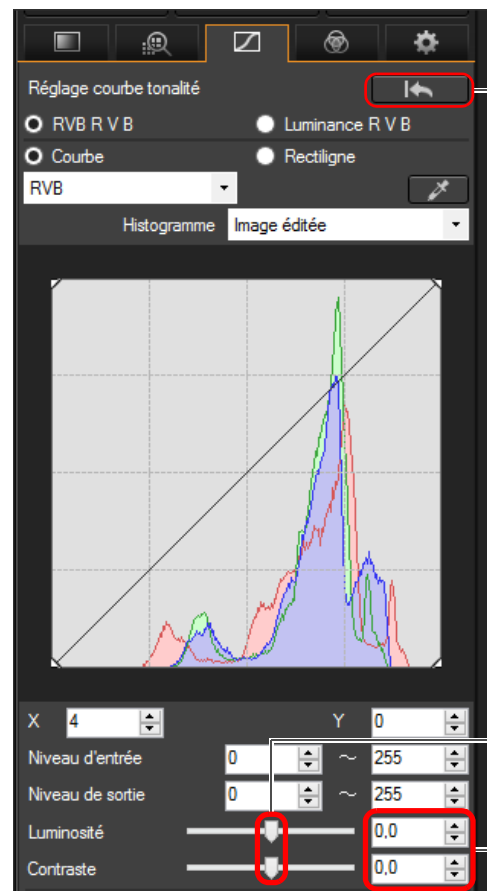 Réglage courbe tonalité
RVB R V B Luminance R V B
Courbe Rectiligne
RVB
Histogramme Image éditée
X 4 Y 0
Niveau d'entrée 0 ~ 255
Niveau de sortie 0 ~ 255
Luminosité 0,0
Contraste 0,0